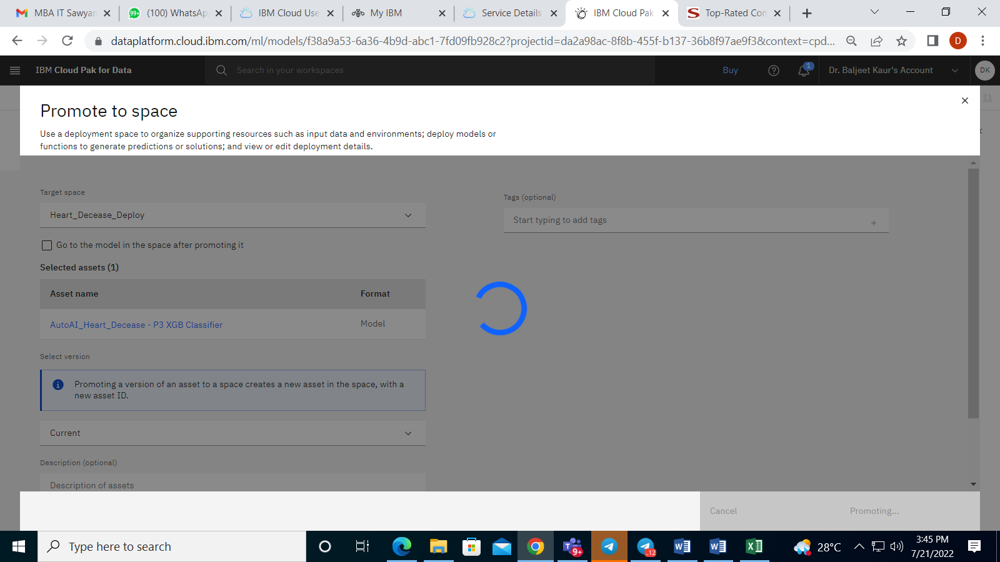 MBA IT Sawyan
99+
(100) WhatsAp
IBM Cloud Use
My IBM
Service Details
IBM Cloud Pak
S
Top-Rated Con
dataplatform.cloud.ibm.com/ml/models/f38a9a53-6a36-4b9d-abc1-7fd09fb928c2?projectid=da2a98ac-8f8b-455f-b137-36b8f97ae9f3&context=cpd...
D
IBM Cloud Pak for Data
Search in your workspaces
Buy
1
Dr. Baljeet Kaur's Account
DK
Promote to space
Use a deployment space to organize supporting resources such as input data and environments; deploy models or
functions to generate predictions or solutions; and view or edit deployment details.
Target space
Heart_Decease_Deploy
Tags (optional)
Start typing to add tags
Go to the model in the space after promoting it
Selected assets (1)
Asset name
Format
AutoAI_Heart_Decease - P3 XGB Classifier
Model
Select version
Promoting a version of an asset to a space creates a new asset in the space, with a
new asset ID.
Current
Description (optional)
Description of assets
Cancel
Promoting...
Type here to search
9+
..12
28°C
3:45 PM
7/21/2022